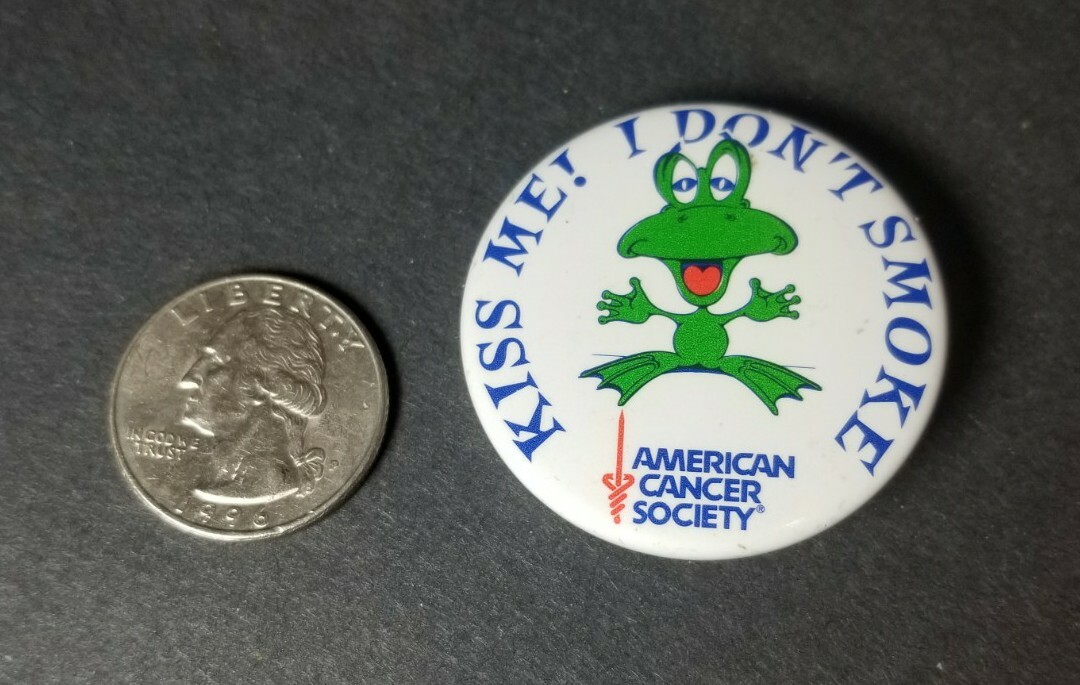 LIBERTY
IN GOD WE
TRUST
1996
KISS ME! I DON'T SMOKE
AMERICAN
CANCER
SOCIETY®